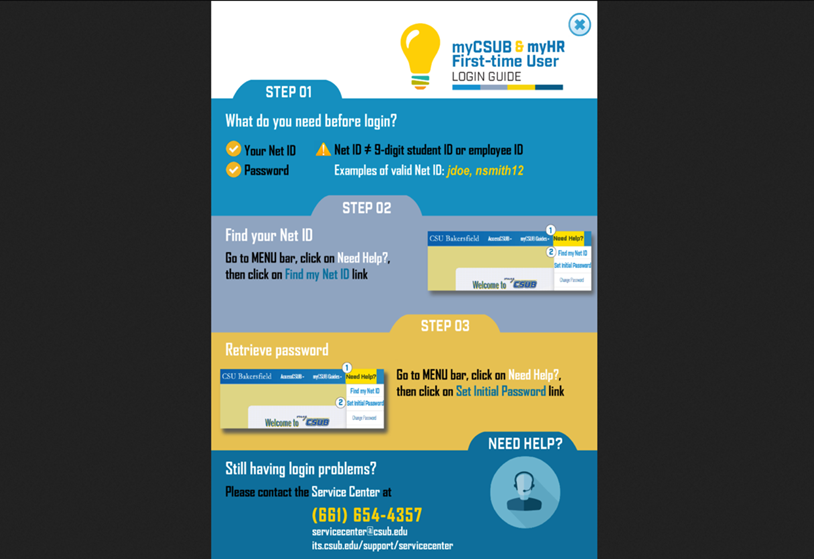 myCSUB & myHR
First-time User
LOGIN GUIDE
STEP 01
What do you need before login?
Your Net ID
Password
Net ID ≠ 9-digit student ID or employee ID
Examples of valid Net ID: jdoe, nsmith12
STEP 02
Find your Net ID
Go to MENU bar, click on Need Help?,
then click on Find my Net ID link
1
CSU Bakersfield AccessCSUB myCSUB Guides Need Help?
2 Find my Net ID
Set Initial Password
Change Password
Welcome to myCSUB
STEP 03
Retrieve password
1
CSU Bakersfield AccessCSUB myCSUB Guides Need Help?
Find my Net ID
2 Set Initial Password
Change Password
Welcome to myCSUB
Go to MENU bar, click on Need Help?,
then click on Set Initial Password link
NEED HELP?
Still having login problems?
Please contact the Service Center at
(661) 654-4357
servicecenter@csub.edu
its.csub.edu/support/servicecenter